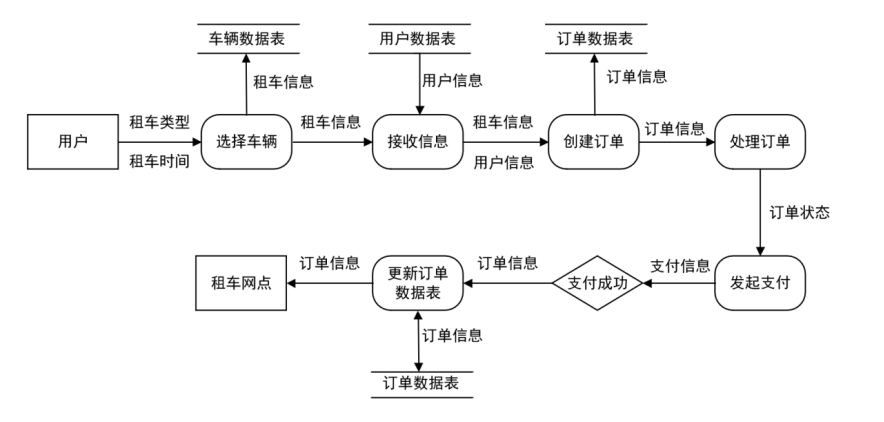 车辆数据表
用户数据表
订单数据表
租车信息
用户信息
订单信息
用户
租车类型
租车时间
选择车辆
租车信息
接收信息
租车信息
用户信息
创建订单
订单信息
处理订单
订单状态
租车网点
订单信息
更新订单
数据表
订单信息
支付成功
支付信息
发起支付
订单信息
订单数据表